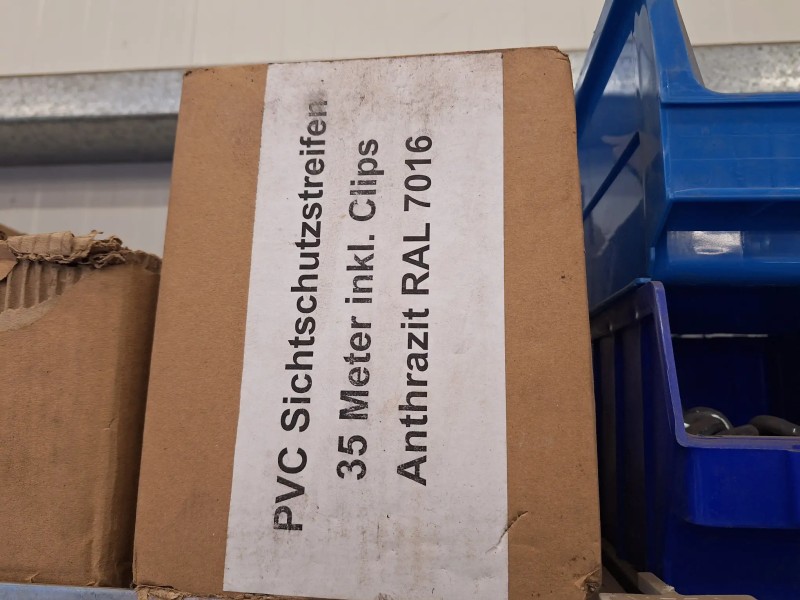 PVC Sichtschutzstreifen
35 Meter inkl. Clips
Anthrazit RAL 7016